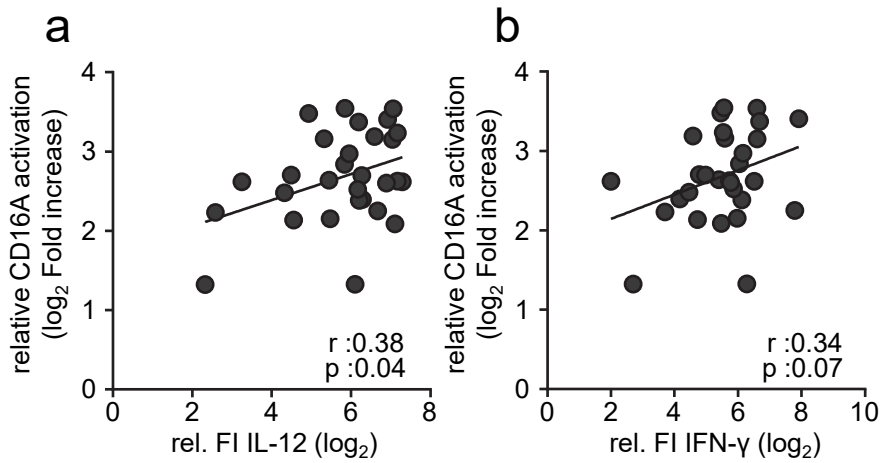 a
relative CD16A activation
(log₂ Fold increase)
4
3
2
1
0
0 2 4 6 8
r :0.38
p :0.04
rel. FI IL-12 (log₂)
b
relative CD16A activation
(log₂ Fold increase)
4
3
2
1
0
0 2 4 6 8 10
r :0.34
p :0.07
rel. FI IFN-γ (log₂)